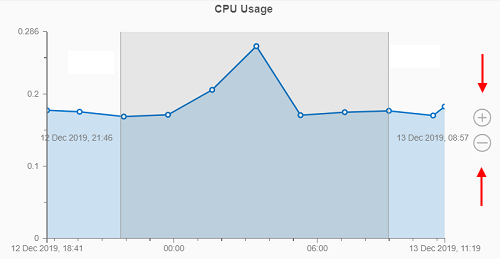 CPU Usage
0.286
0.2
12 Dec 2019, 21:46
13 Dec 2019, 08:57
0.1
0
12 Dec 2019, 18:41
00:00
06:00
13 Dec 2019, 11:19